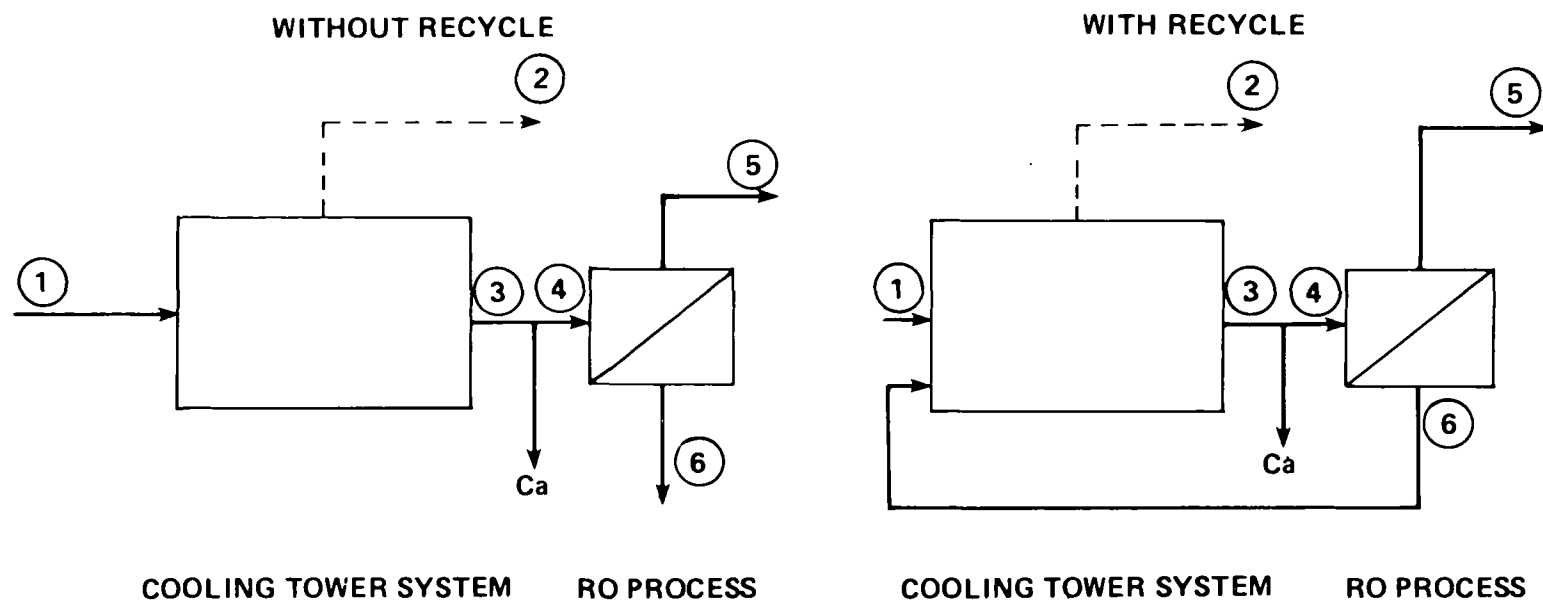 WITHOUT RECYCLE
2
5
1
3
4
6
Ca
COOLING TOWER SYSTEM
RO PROCESS
WITH RECYCLE
2
5
1
3
4
6
Ca
COOLING TOWER SYSTEM
RO PROCESS